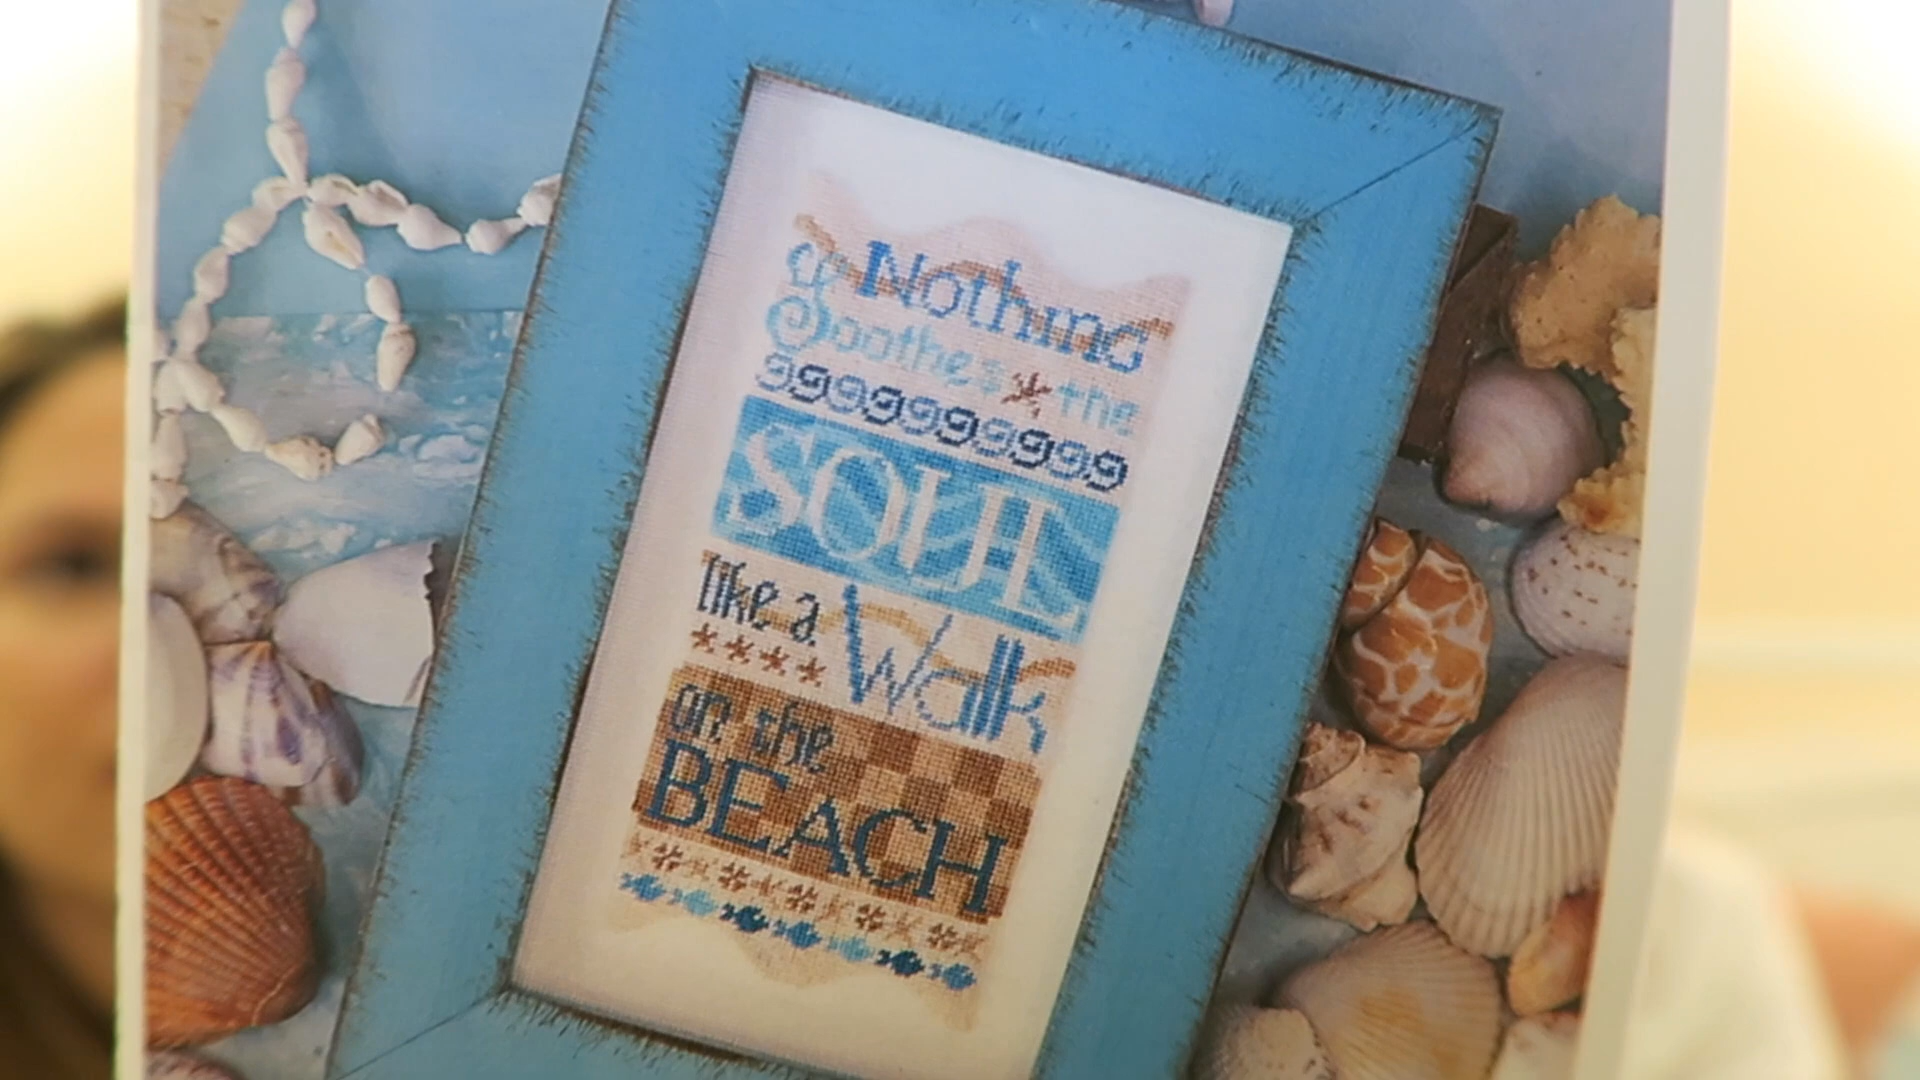 Nothing
Soothes the
SOUL
like a Walk
on the
BEACH